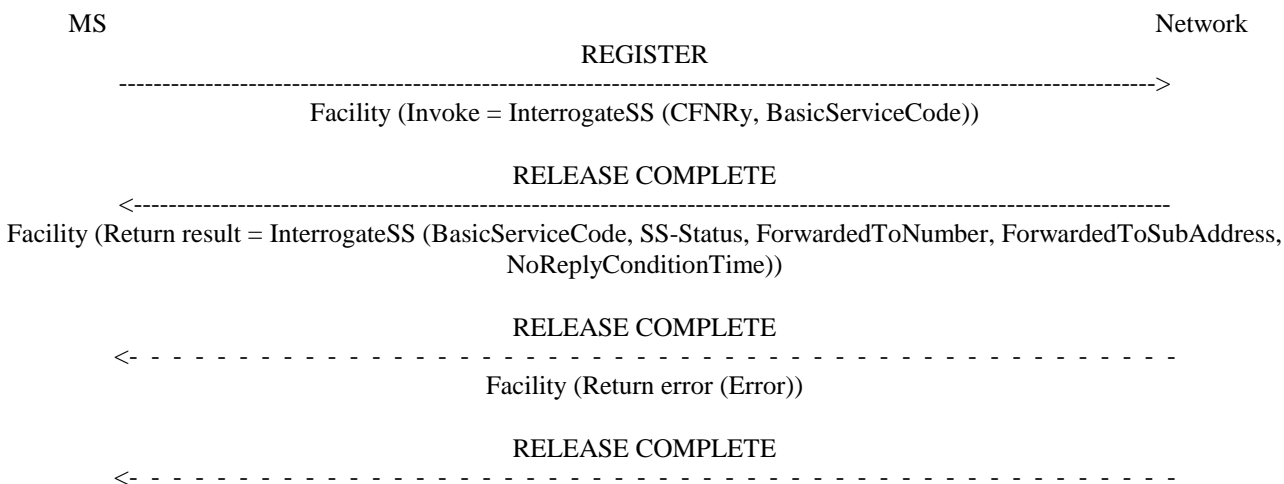 MS Network
REGISTER
------------------------------------------------------------------------------------------------------------------------>
Facility (Invoke = InterrogateSS (CFNRy, BasicServiceCode))
RELEASE COMPLETE
<------------------------------------------------------------------------------------------------------------------------
Facility (Return result = InterrogateSS (BasicServiceCode, SS-Status, ForwardedToNumber, ForwardedToSubAddress,
NoReplyConditionTime))
RELEASE COMPLETE
<- - - - - - - - - - - - - - - - - - - - - - - - - - - - - - - - - - - - - - - - - - - - - - - - -
Facility (Return error (Error))
RELEASE COMPLETE
<- - - - - - - - - - - - - - - - - - - - - - - - - - - - - - - - - - - - - - - - - - - - - - - - -